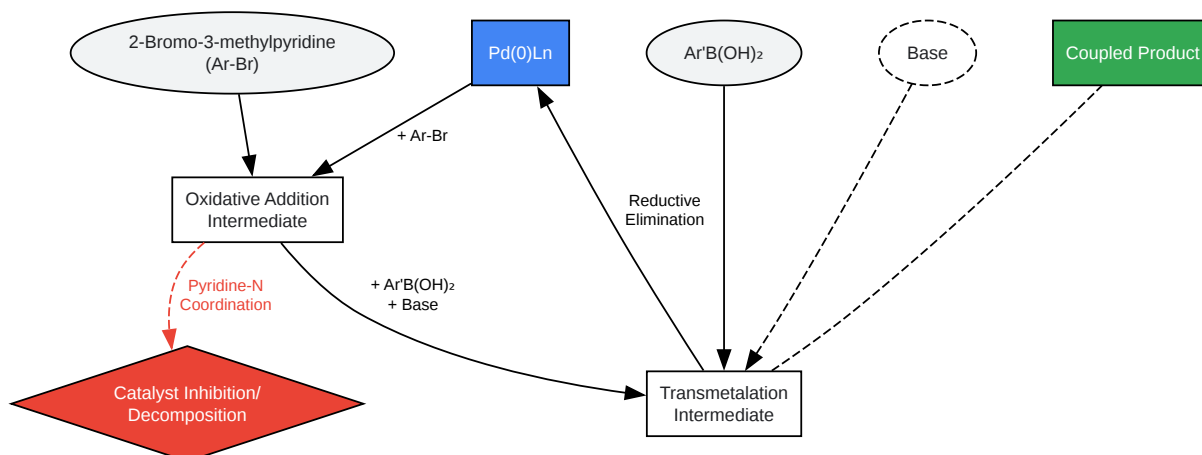 2-Bromo-3-methylpyridine
(Ar-Br)
Pd(0)Ln
Ar'B(OH)₂
Base
Coupled Product
+ Ar-Br
Oxidative Addition
Intermediate
Reductive
Elimination
Pyridine-N
Coordination
+ Ar'B(OH)₂
+ Base
Catalyst Inhibition/
Decomposition
Transmetalation
Intermediate